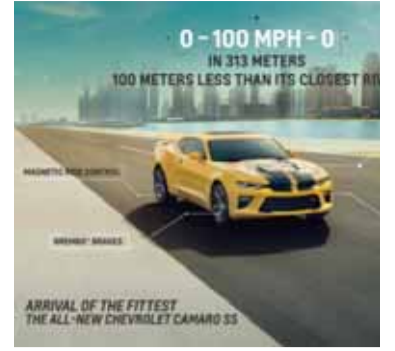 0 – 100 MPH – 0
IN 313 METERS
100 METERS LESS THAN ITS CLOSEST
MAGNETIC RIDE CONTROL
BREMBO® BRAKES
ARRIVAL OF THE FITTEST
THE ALL-NEW CHEVROLET CAMARO SS